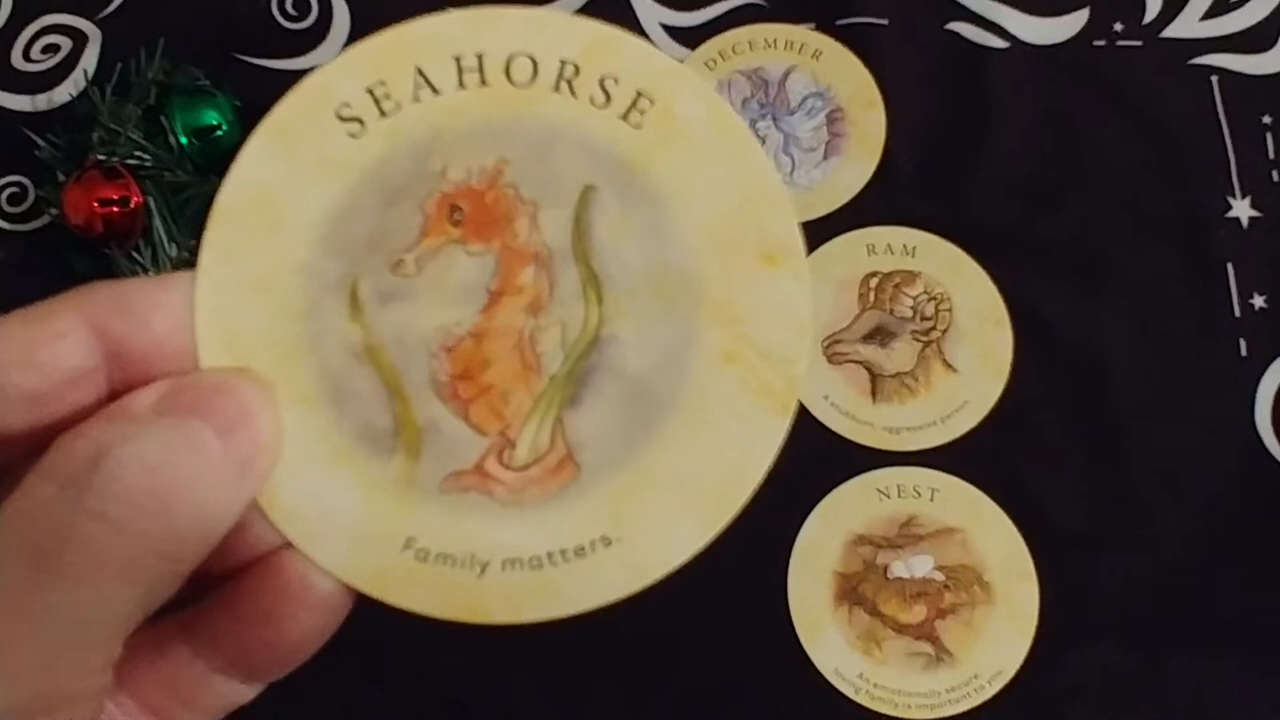 SEAHORSE
Family matters.
DECEMBER
RAM
A stubborn, aggressive person.
NEST
An emotionally secure,
loving family is important to you.